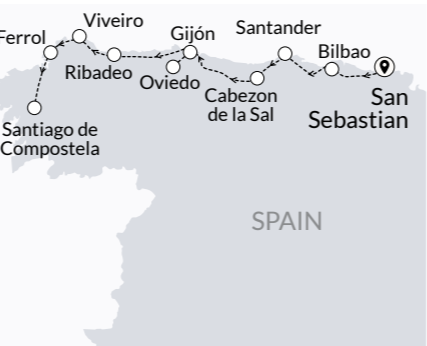 Viveiro
Ferrol
Gijón
Santander
Ribadeo
Oviedo
Bilbao
Cabezon
de la Sal
San
Sebastian
Santiago de
Compostela
SPAIN